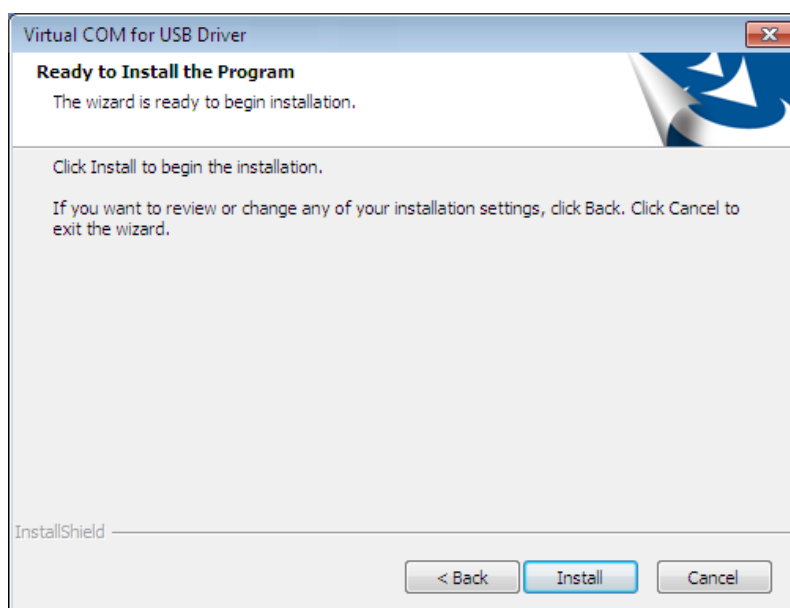 Virtual COM for USB Driver
Ready to Install the Program
The wizard is ready to begin installation.
Click Install to begin the installation.
If you want to review or change any of your installation settings, click Back. Click Cancel to
exit the wizard.
InstallShield
< Back Install Cancel